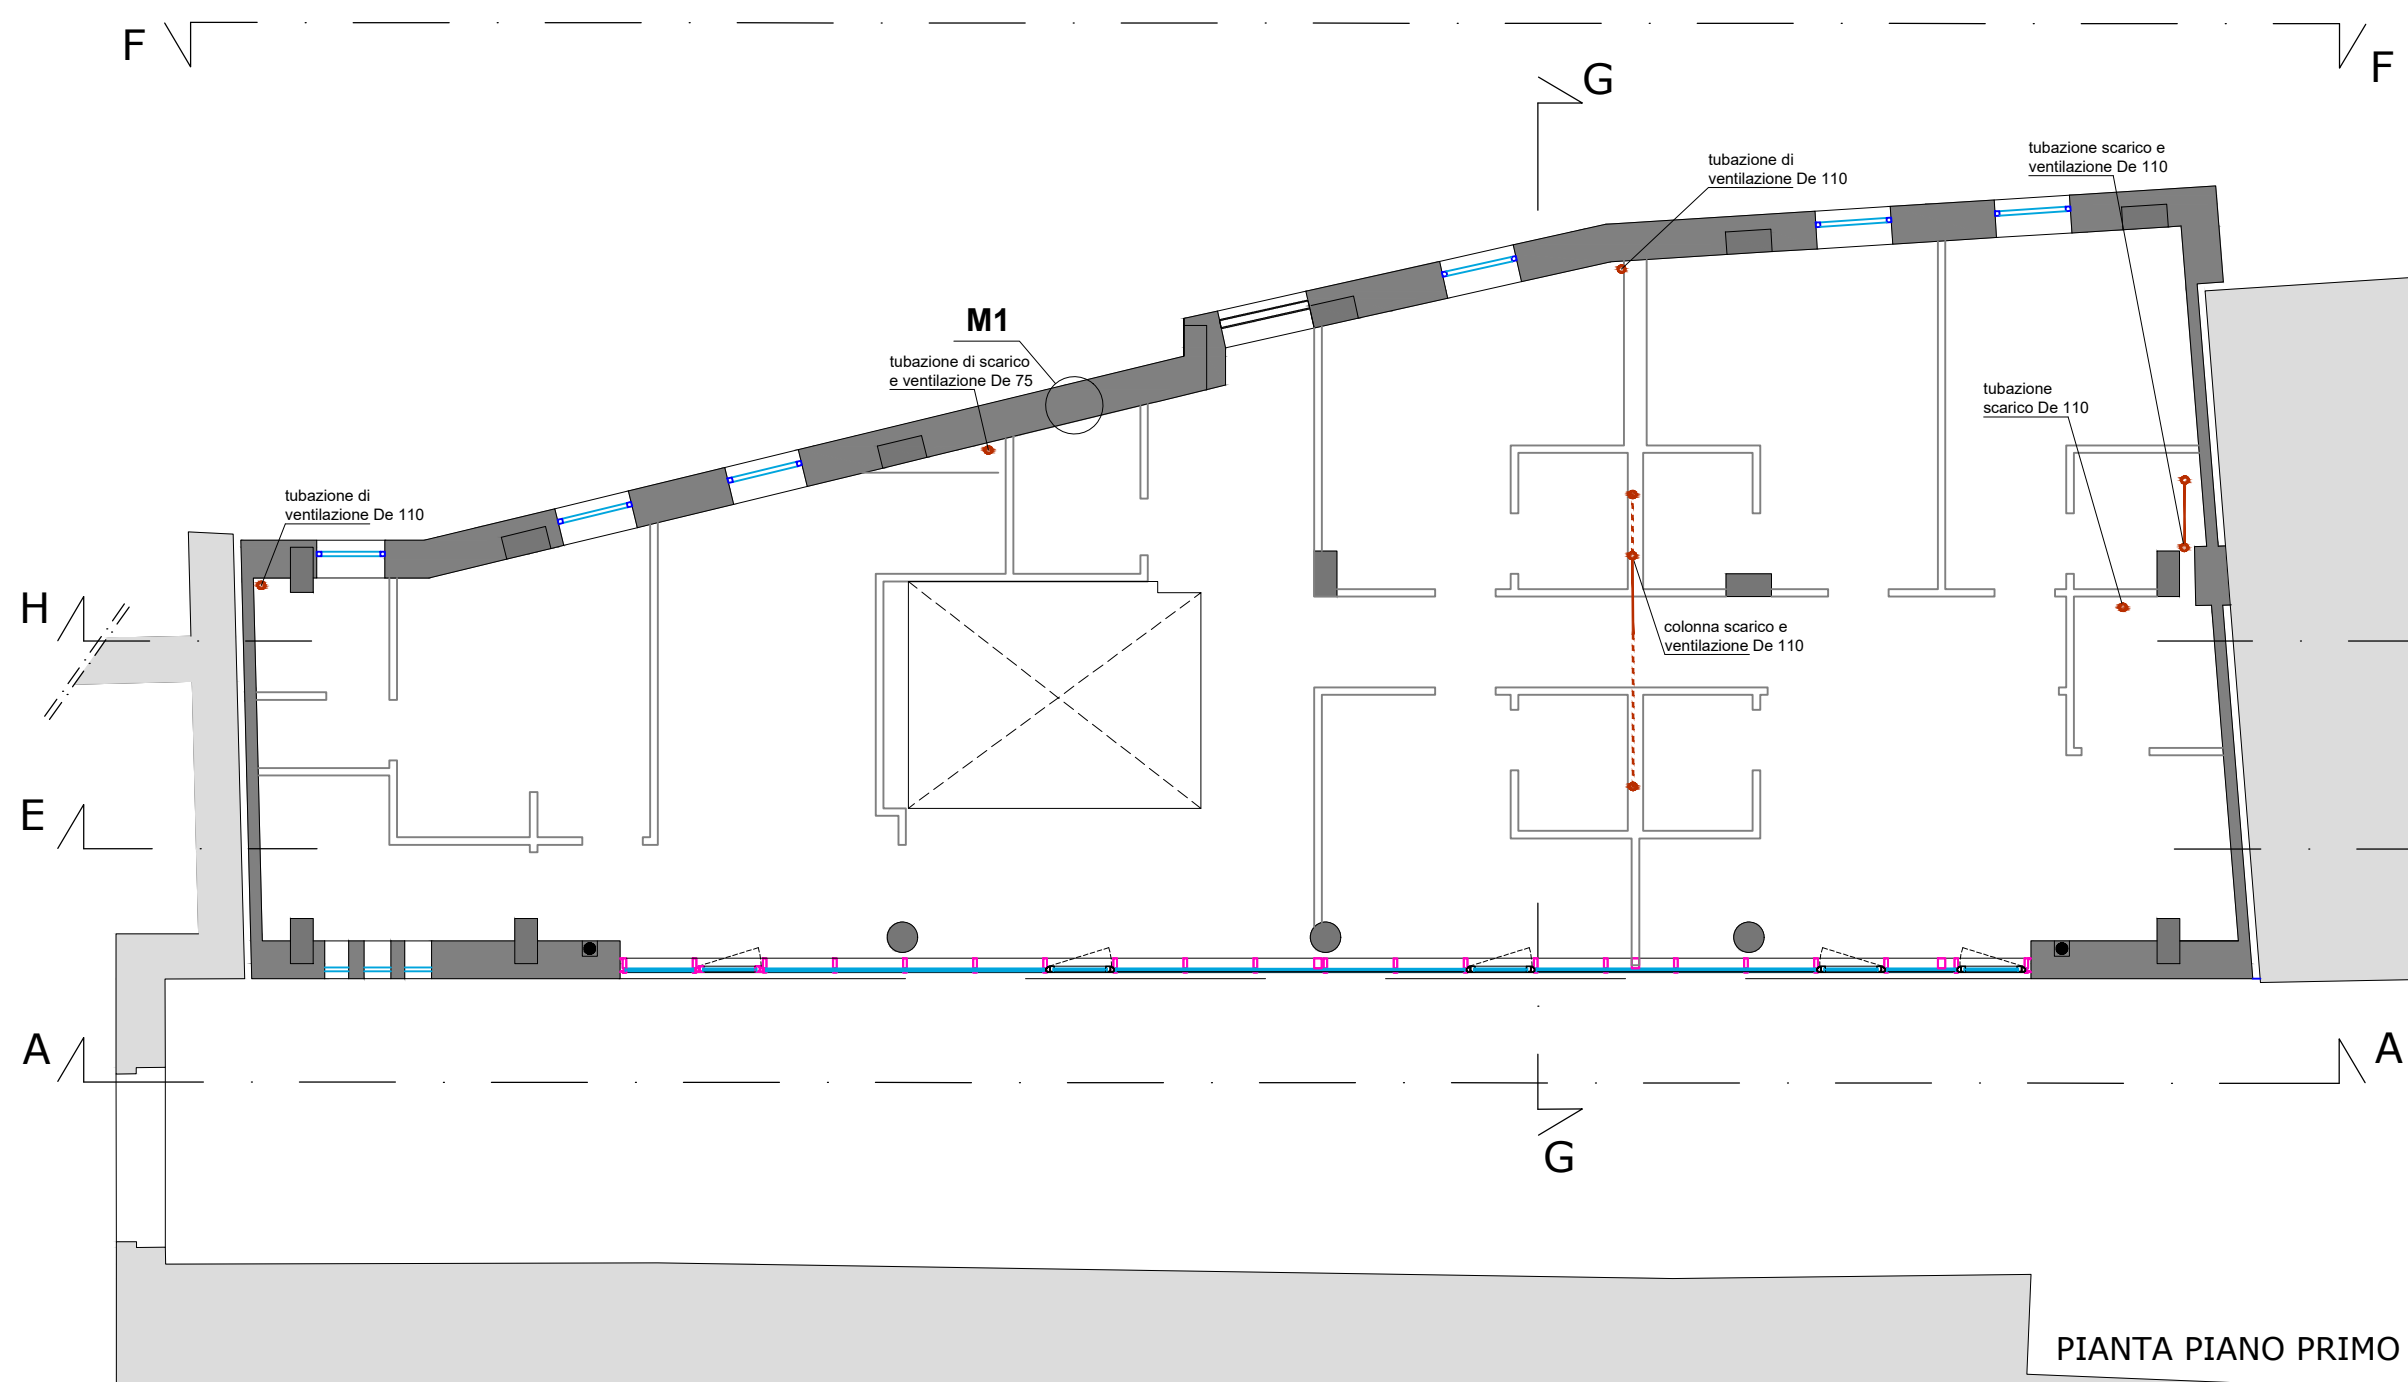 F
F
G
tubazione di
ventilazione De 110
tubazione scarico e
ventilazione De 110
M1
tubazione di scarico
e ventilazione De 75
tubazione
scarico De 110
tubazione di
ventilazione De 110
H
colonna scarico e
ventilazione De 110
E
A
A
G
PIANTA PIANO PRIMO